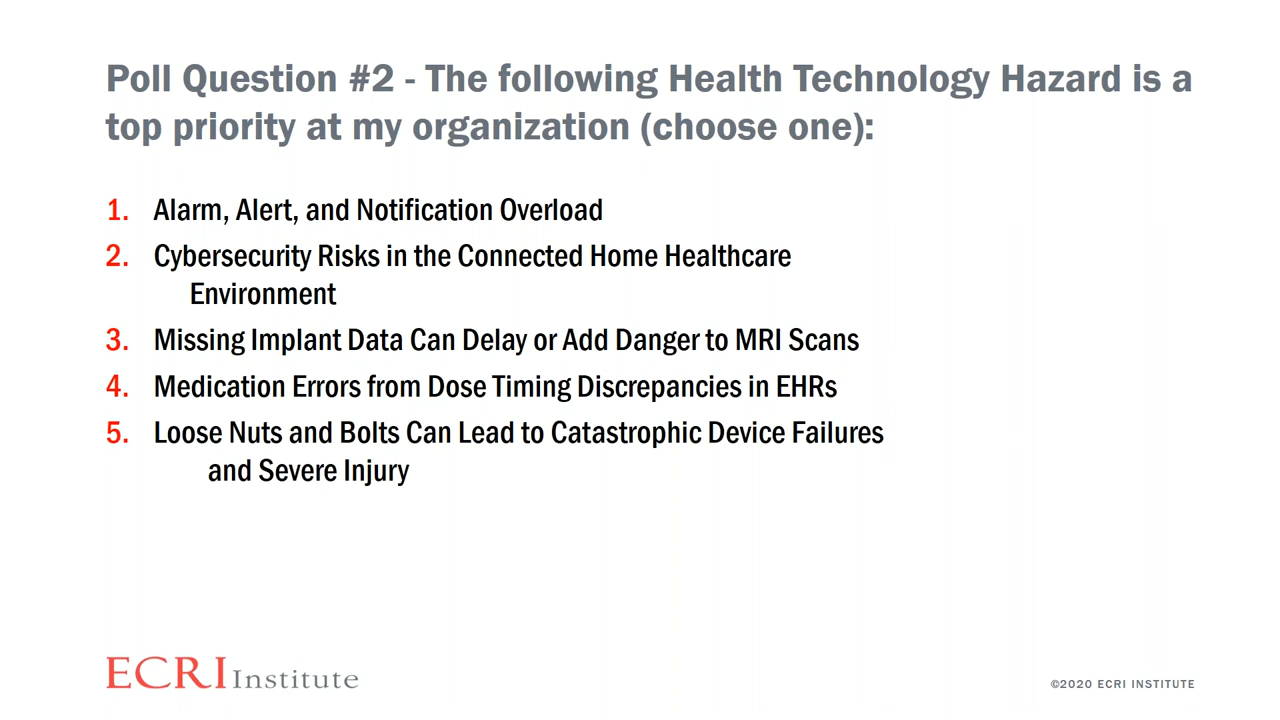 Poll Question #2 - The following Health Technology Hazard is a
top priority at my organization (choose one):
1. Alarm, Alert, and Notification Overload
2. Cybersecurity Risks in the Connected Home Healthcare
Environment
3. Missing Implant Data Can Delay or Add Danger to MRI Scans
4. Medication Errors from Dose Timing Discrepancies in EHRs
5. Loose Nuts and Bolts Can Lead to Catastrophic Device Failures
and Severe Injury
ECRI Institute
©2020 ECRI INSTITUTE